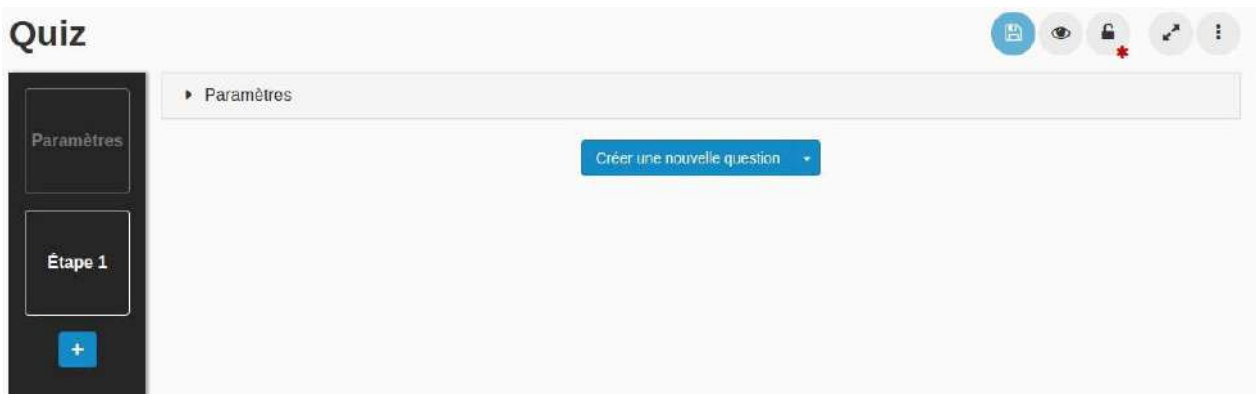 Quiz
Paramètres
Paramètres
Créer une nouvelle question
Étape 1
+